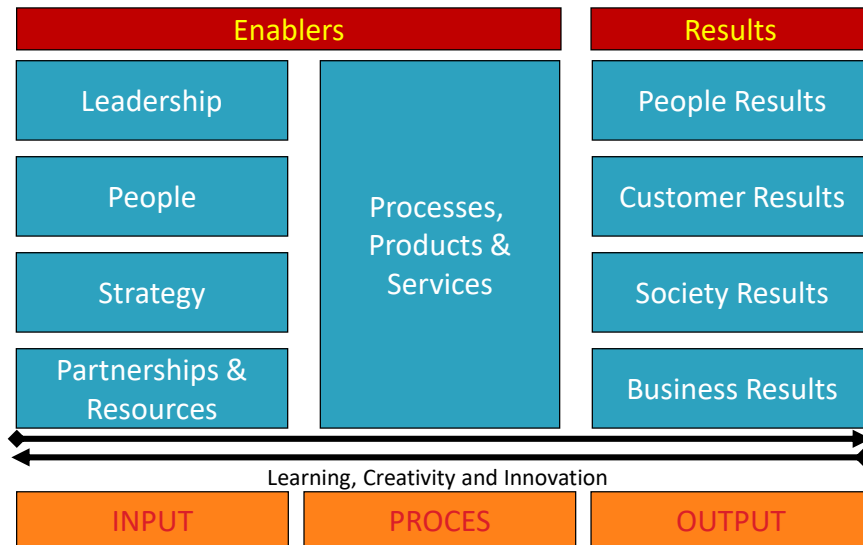 Enablers
Results
Leadership
People
Strategy
Partnerships &
Resources
Processes,
Products &
Services
People Results
Customer Results
Society Results
Business Results
Learning, Creativity and Innovation
INPUT
PROCES
OUTPUT